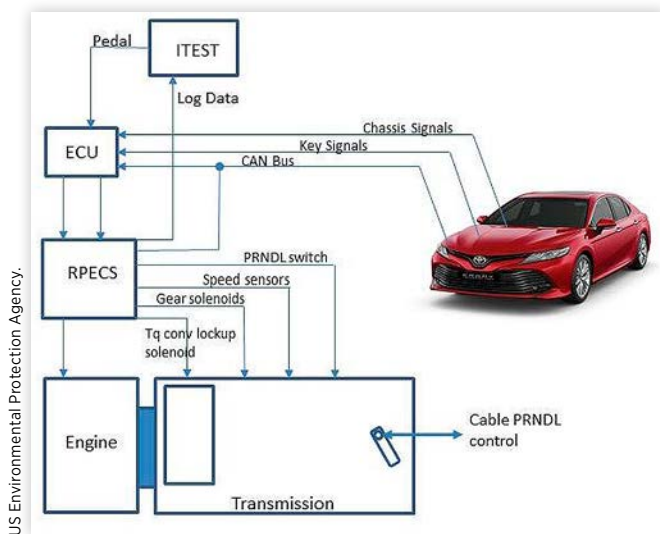 Pedal
ITEST
Log Data
Chassis Signals
Key Signals
CAN Bus
ECU
PRNDL switch
RPECS
Speed sensors
Gear solenoids
Tq conv lockup
solenoid
Engine
Cable PRNDL
control
Transmission
US Environmental Protection Agency.